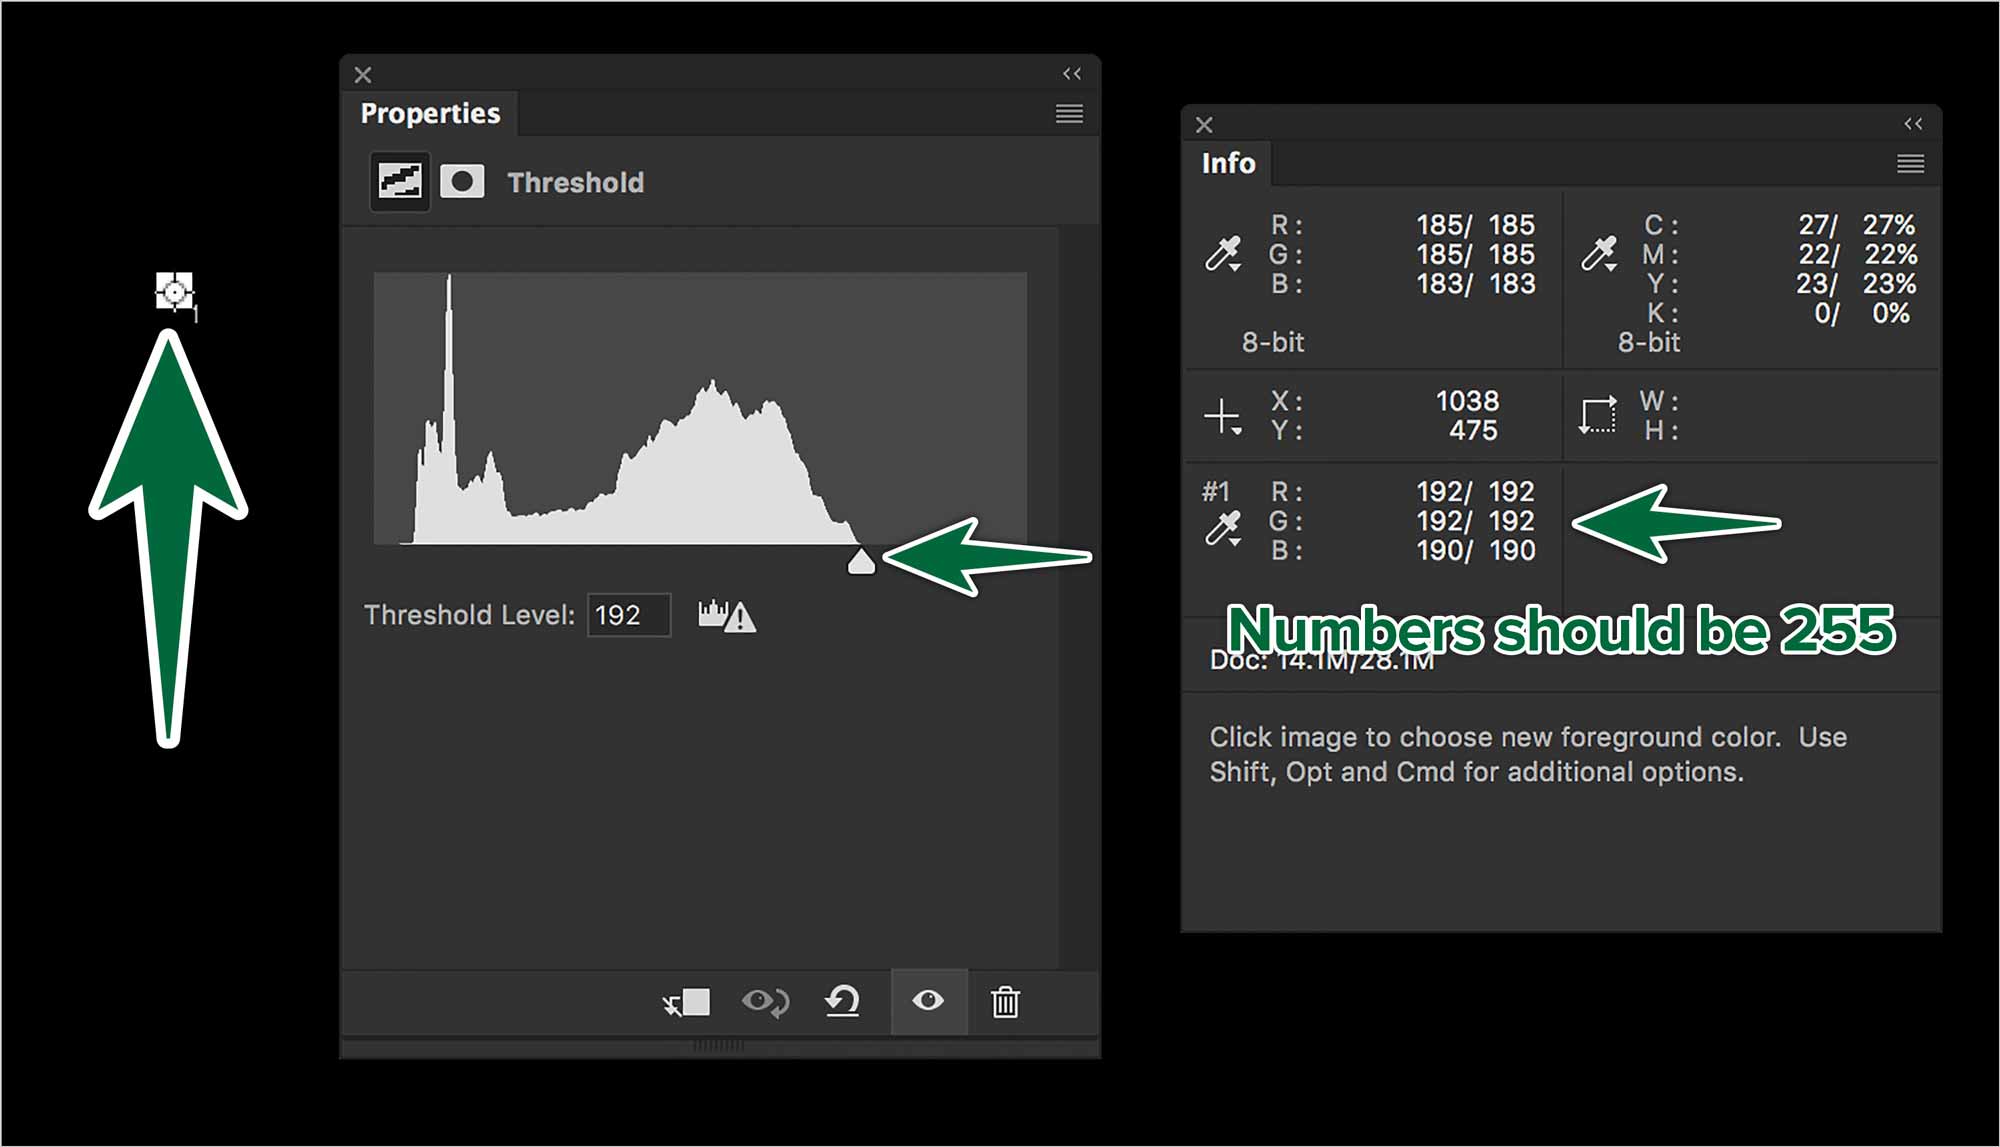 Properties
Threshold
Threshold Level: 192
1
Info
R: 185/ 185
G: 185/ 185
B: 183/ 183
8-bit
C: 27/ 27%
M: 22/ 22%
Y: 23/ 23%
K: 0/ 0%
8-bit
X: 1038
Y: 475
W:
H:
#1 R: 192/ 192
G: 192/ 192
B: 190/ 190
Numbers should be 255
Doc: 14.1M/28.1M
Click image to choose new foreground color. Use
Shift, Opt and Cmd for additional options.